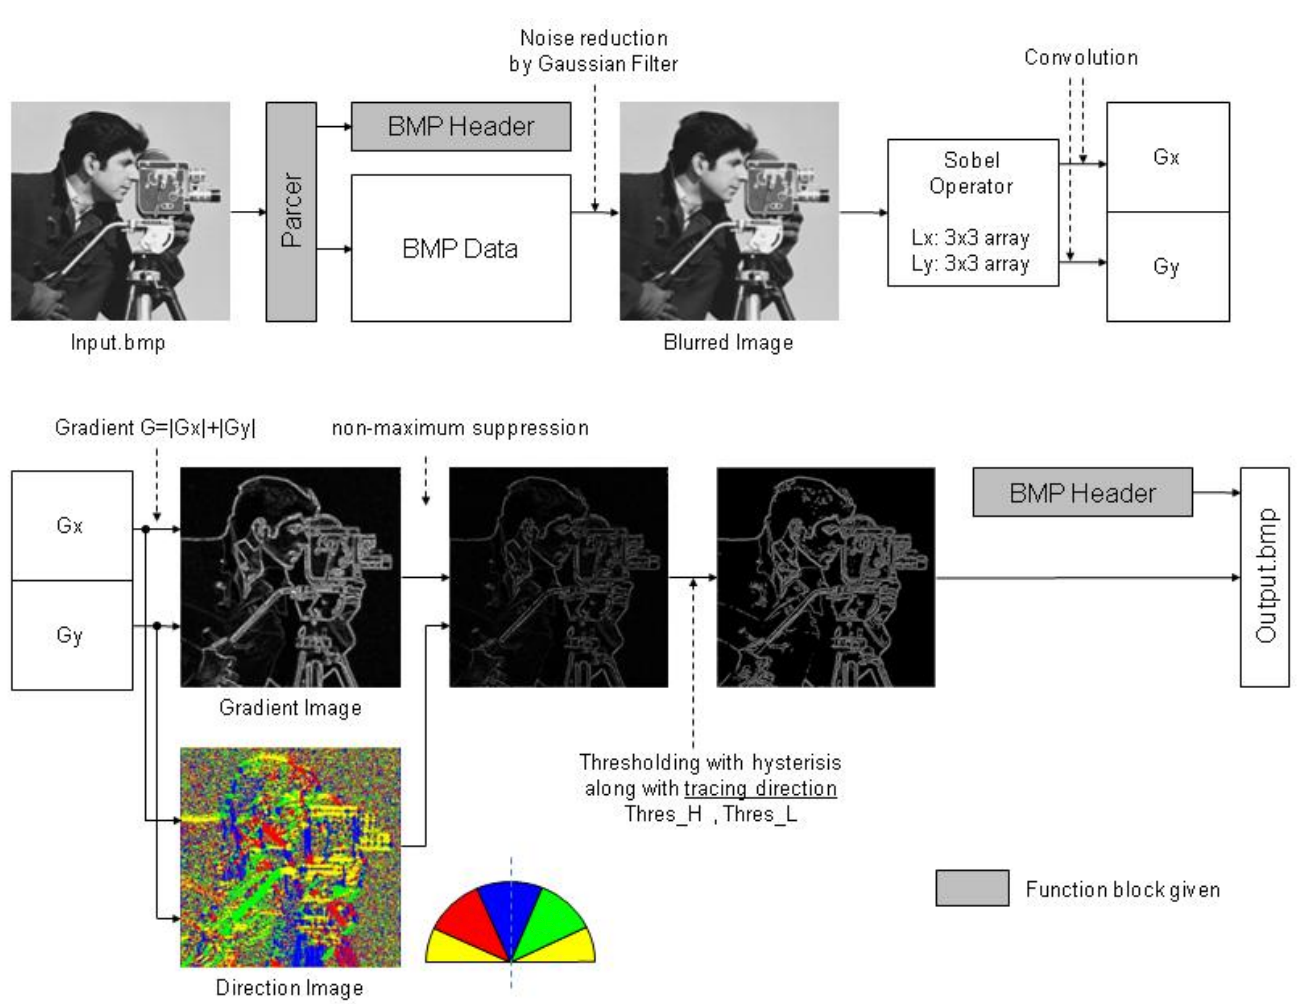 Noise reduction
by Gaussian Filter
Convolution
Parcer
BMP Header
BMP Data
Sobel
Operator
Lx: 3x3 array
Ly: 3x3 array
Gx
Gy
Input.bmp
Blurred Image
Gradient G=|Gx|+|Gy|
non-maximum suppression
Gx
Gy
BMP Header
Output.bmp
Gradient Image
Thresholding with hysterisis
along with tracing direction
Thres_H , Thres_L
Function block given
Direction Image